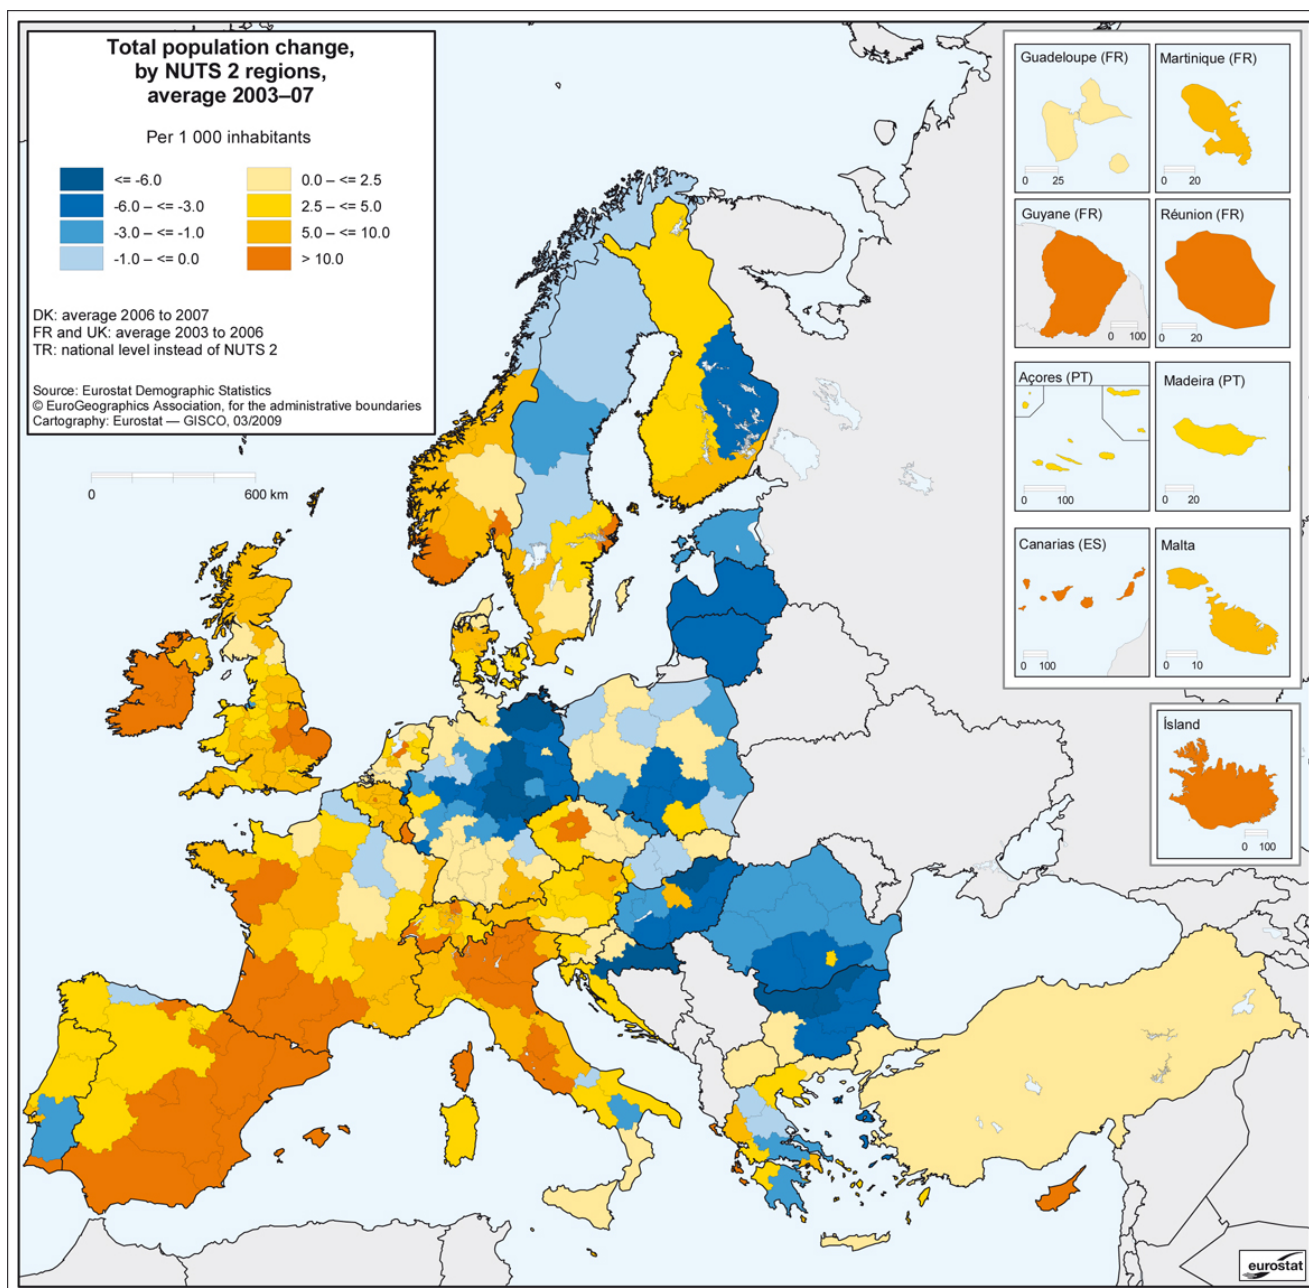 Total population change,
by NUTS 2 regions,
average 2003–07
Per 1 000 inhabitants
<= -6.0
-6.0 – <= -3.0
-3.0 – <= -1.0
-1.0 – <= 0.0
0.0 – <= 2.5
2.5 – <= 5.0
5.0 – <= 10.0
> 10.0
DK: average 2006 to 2007
FR and UK: average 2003 to 2006
TR: national level instead of NUTS 2
Source: Eurostat Demographic Statistics
© EuroGeographics Association, for the administrative boundaries
Cartography: Eurostat — GISCO, 03/2009
0 600 km
Guadeloupe (FR)
0 25
Martinique (FR)
0 20
Guyane (FR)
0 100
Réunion (FR)
0 20
Açores (PT)
0 100
Madeira (PT)
0 20
Canarias (ES)
0 100
Malta
0 10
Ísland
0 100
eurostat